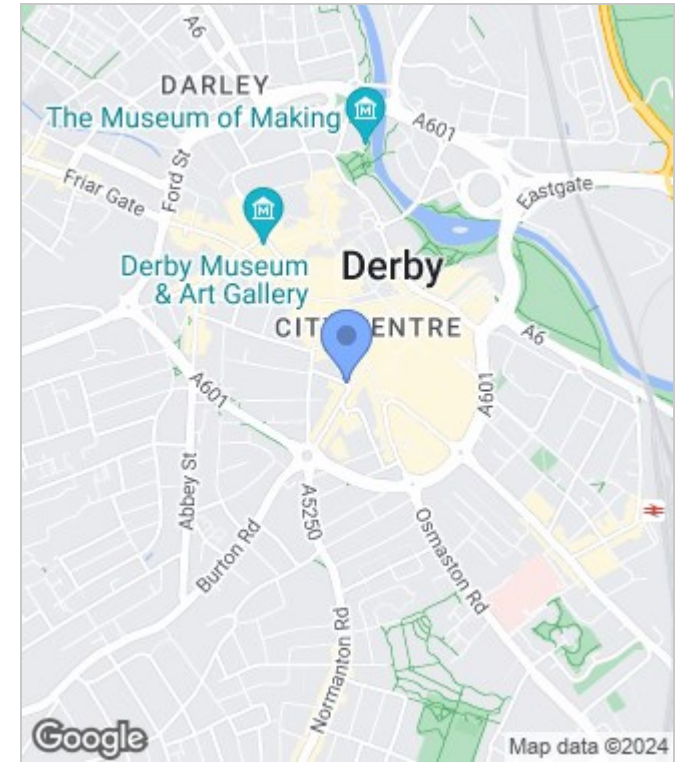 A6
DARLEY
The Museum of Making
A601
Ford St
Friar Gate
Eastgate
Derby Museum
& Art Gallery
Derby
CITY CENTRE
A6
A601
A601
Abbey St
A5250
Burton Rd
Osmaston Rd
Normanton Rd
Google
Map data ©2024